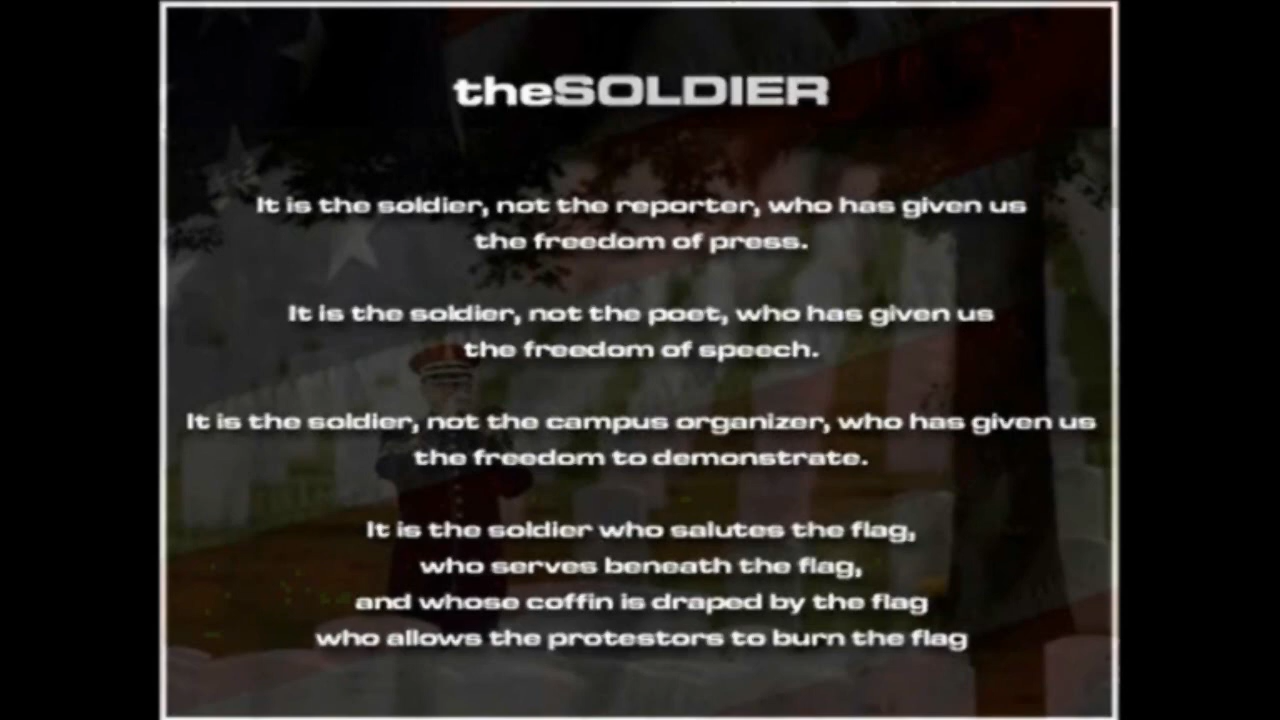 theSOLDIER
It is the soldier, not the reporter, who has given us
the freedom of press.
It is the soldier, not the poet, who has given us
the freedom of speech.
It is the soldier, not the campus organizer, who has given us
the freedom to demonstrate.
It is the soldier who salutes the flag,
who serves beneath the flag,
and whose coffin is draped by the flag
who allows the protestors to burn the flag